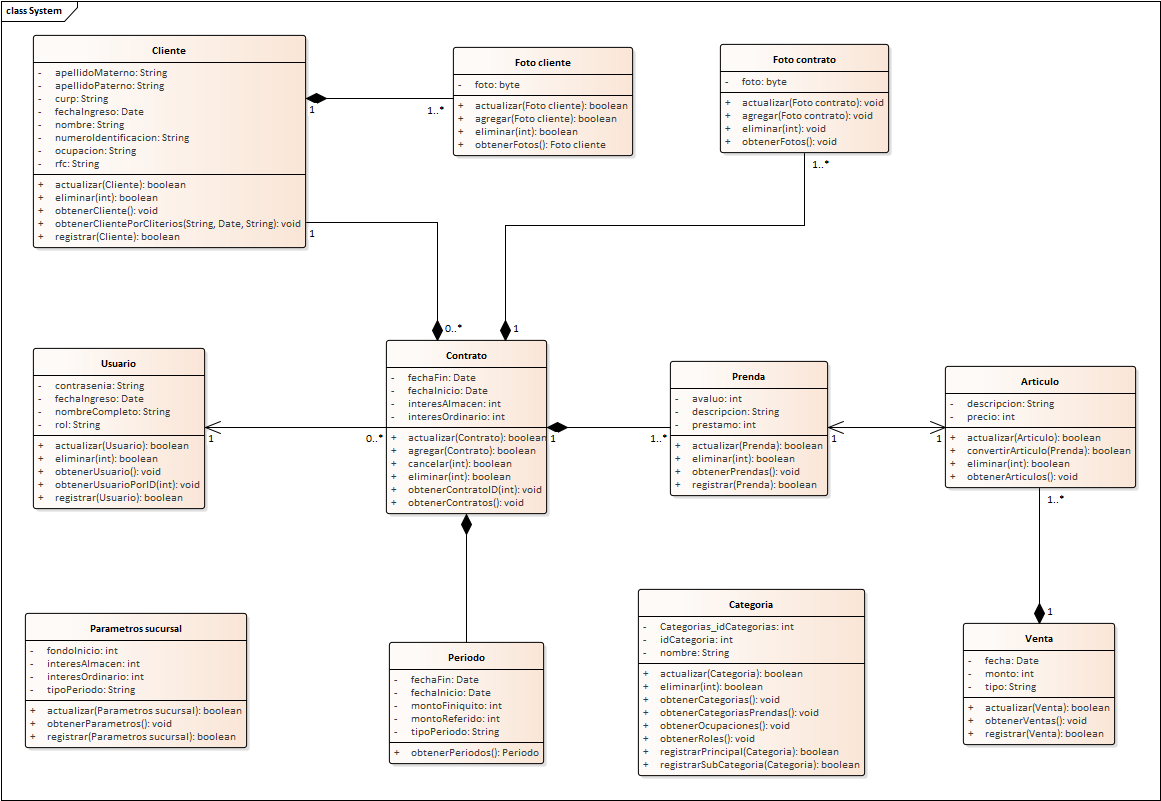 class System
Cliente
- apellidoMaterno: String
- apellidoPaterno: String
- curp: String
- fechaIngreso: Date
- nombre: String
- numeroIdentificacion: String
- ocupacion: String
- rfc: String
+ actualizar(Cliente): boolean
+ eliminar(int): boolean
+ obtenerCliente(): void
+ obtenerClientePorCliterios(String, Date, String): void
+ registrar(Cliente): boolean
1
1..*
1
Foto cliente
- foto: byte
+ actualizar(Foto cliente): boolean
+ agregar(Foto cliente): boolean
+ eliminar(int): boolean
+ obtenerFotos(): Foto cliente
Foto contrato
- foto: byte
+ actualizar(Foto contrato): void
+ agregar(Foto contrato): void
+ eliminar(int): void
+ obtenerFotos(): void
1..*
0..*
1
Usuario
- contrasenia: String
- fechaIngreso: Date
- nombreCompleto: String
- rol: String
+ actualizar(Usuario): boolean
+ eliminar(int): boolean
+ obtenerUsuario(): void
+ obtenerUsuarioPorID(int): void
+ registrar(Usuario): boolean
1
0..*
Contrato
- fechaFin: Date
- fechaInicio: Date
- interesAlmacen: int
- interesOrdinario: int
+ actualizar(Contrato): boolean
+ agregar(Contrato): boolean
+ cancelar(int): boolean
+ eliminar(int): boolean
+ obtenerContratoID(int): void
+ obtenerContratos(): void
1
1..*
Prenda
- avaluo: int
- descripcion: String
- prestamo: int
+ actualizar(Prenda): boolean
+ eliminar(int): boolean
+ obtenerPrendas(): void
+ registrar(Prenda): boolean
1
1
Articulo
- descripcion: String
- precio: int
+ actualizar(Articulo): boolean
+ convertirArticulo(Prenda): boolean
+ eliminar(int): boolean
+ obtenerArticulos(): void
1..*
1
Parametros sucursal
- fondoInicio: int
- interesAlmacen: int
- interesOrdinario: int
- tipoPeriodo: String
+ actualizar(Parametros sucursal): boolean
+ obtenerParametros(): void
+ registrar(Parametros sucursal): boolean
Periodo
- fechaFin: Date
- fechaInicio: Date
- montoFiniquito: int
- montoReferido: int
- tipoPeriodo: String
+ obtenerPeriodos(): Periodo
Categoria
- Categorias_idCategorias: int
- idCategoria: int
- nombre: String
+ actualizar(Categoria): boolean
+ eliminar(int): boolean
+ obtenerCategorias(): void
+ obtenerCategoriasPrendas(): void
+ obtenerOcupaciones(): void
+ obtenerRoles(): void
+ registrarPrincipal(Categoria): boolean
+ registrarSubCategoria(Categoria): boolean
Venta
- fecha: Date
- monto: int
- tipo: String
+ actualizar(Venta): boolean
+ obtenerVentas(): void
+ registrar(Venta): boolean